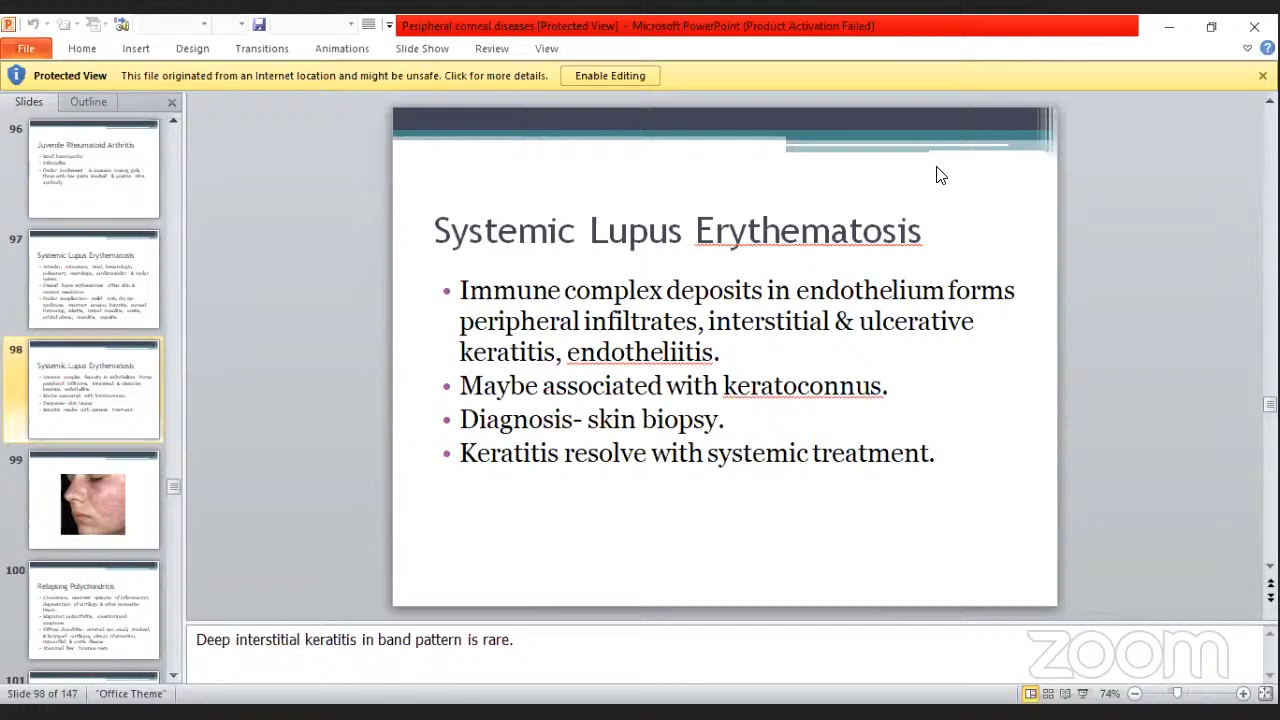 Peripheral corneal diseases [Protected View] - Microsoft PowerPoint (Product Activation Failed)
File Home Insert Design Transitions Animations Slide Show Review View
Protected View This file originated from an Internet location and might be unsafe. Click for more details. Enable Editing
Slides Outline
96
Juvenile Rheumatoid Arthritis
97
Systemic Lupus Erythematosis
98
Systemic Lupus Erythematosis
99
100
Relapsing Polychondritis
101
Systemic Lupus Erythematosis
• Immune complex deposits in endothelium forms
peripheral infiltrates, interstitial & ulcerative
keratitis, endotheliitis.
• Maybe associated with keratoconnus.
• Diagnosis- skin biopsy.
• Keratitis resolve with systemic treatment.
Deep interstitial keratitis in band pattern is rare.
zoom
Slide 98 of 147 "Office Theme" 74%